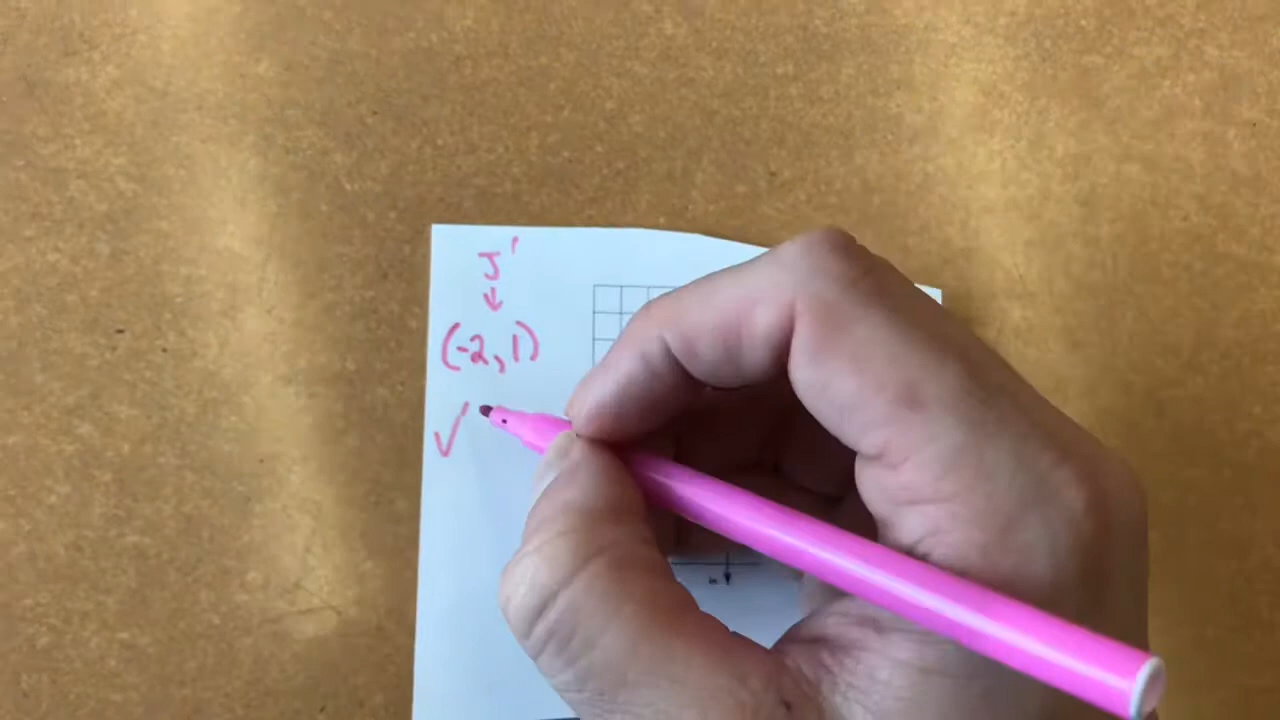 J'
↓
(-2,1)
√